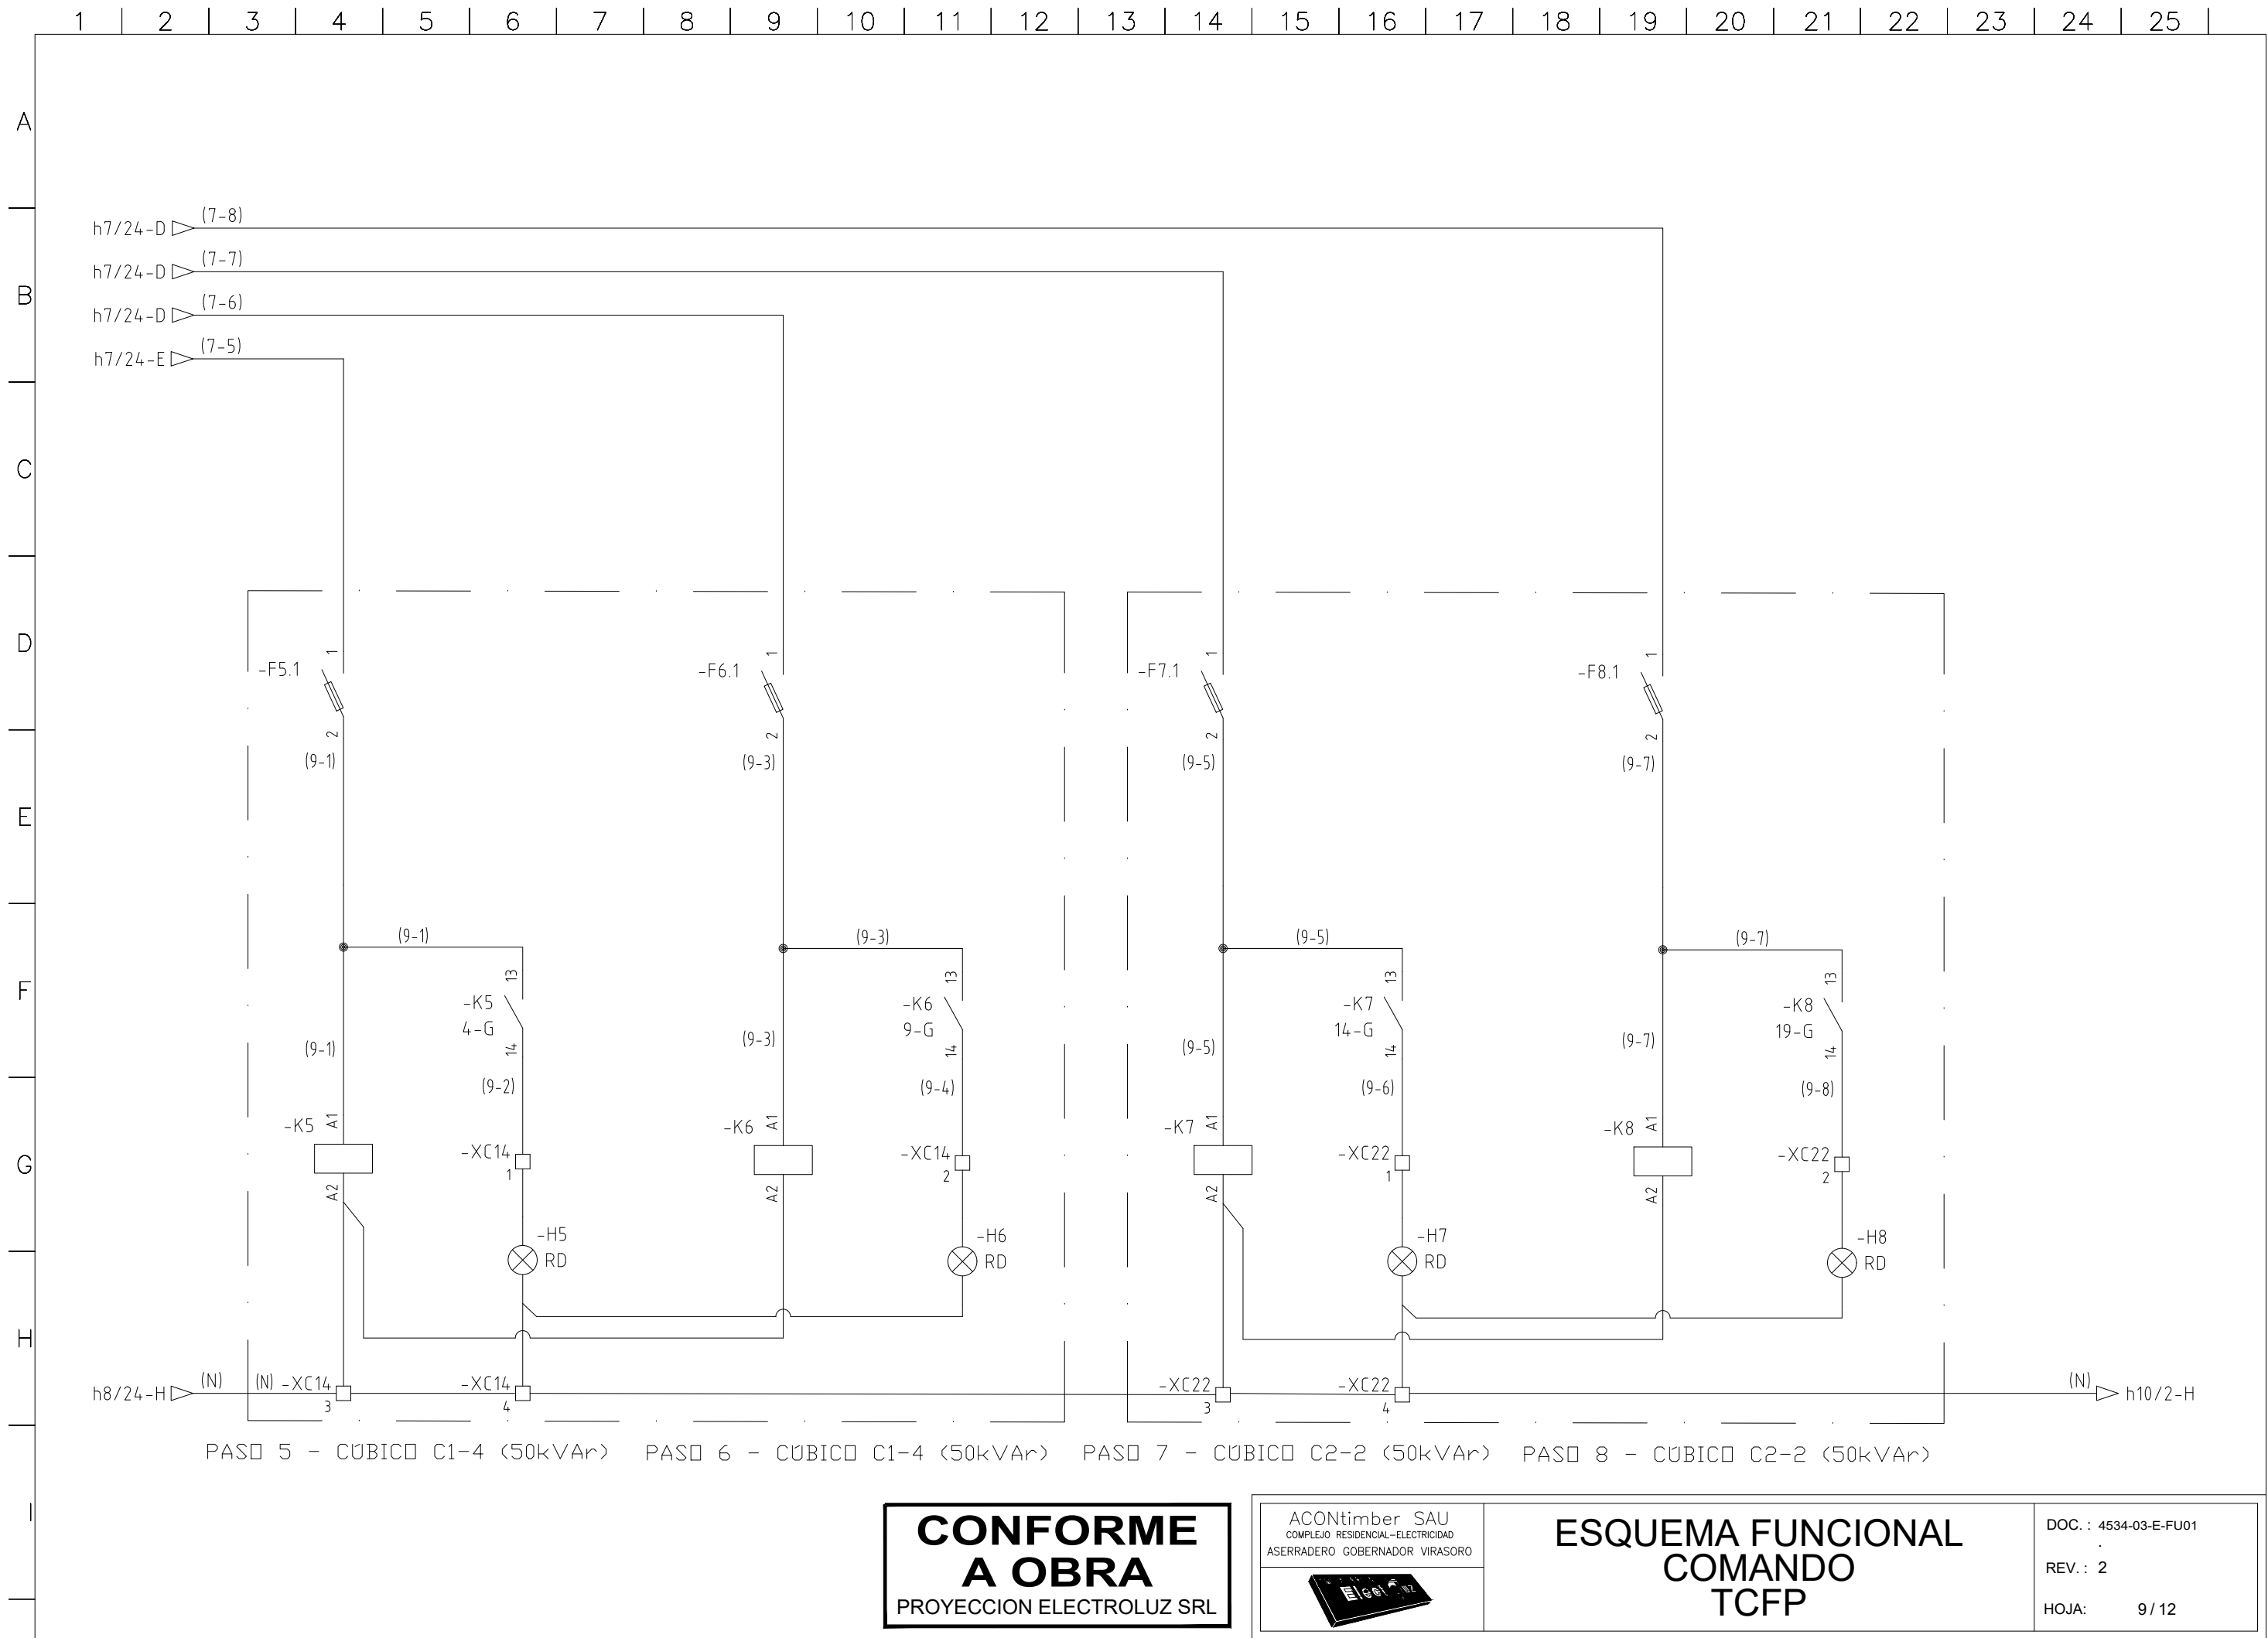 1 2 3 4 5 6 7 8 9 10 11 12 13 14 15 16 17 18 19 20 21 22 23 24 25
A
B
C
D
E
F
G
H
I
h7/24-D (7-8)
h7/24-D (7-7)
h7/24-D (7-6)
h7/24-E (7-5)
-F5.1 1 2
-F6.1 1 2
-F7.1 1 2
-F8.1 1 2
(9-1) (9-3) (9-5) (9-7)
(9-1) (9-3) (9-5) (9-7)
13 13 13 13
-K5 -K6 -K7 -K8
4-G 9-G 14-G 19-G
14 14 14 14
(9-1) (9-3) (9-5) (9-7)
(9-2) (9-4) (9-6) (9-8)
-K5 A1 A2
-XC14 1
-K6 A1 A2
-XC14 2
-K7 A1 A2
-XC22 1
-K8 A1 A2
-XC22 2
-H5 -H6 -H7 -H8
RD RD RD RD
h8/24-H (N) (N) -XC14 3 -XC14 4 -XC22 3 -XC22 4 (N) h10/2-H
PASO 5 - CÚBICO C1-4 (50kVAr) PASO 6 - CÚBICO C1-4 (50kVAr) PASO 7 - CÚBICO C2-2 (50kVAr) PASO 8 - CÚBICO C2-2 (50kVAr)
CONFORME
A OBRA
PROYECCION ELECTROLUZ SRL
ACONtimber SAU
COMPLEJO RESIDENCIAL-ELECTRICIDAD
ASERRADERO GOBERNADOR VIRASORO
ESQUEMA FUNCIONAL
COMANDO
TCFP
DOC. : 4534-03-E-FU01
.
REV. : 2
HOJA: 9 / 12